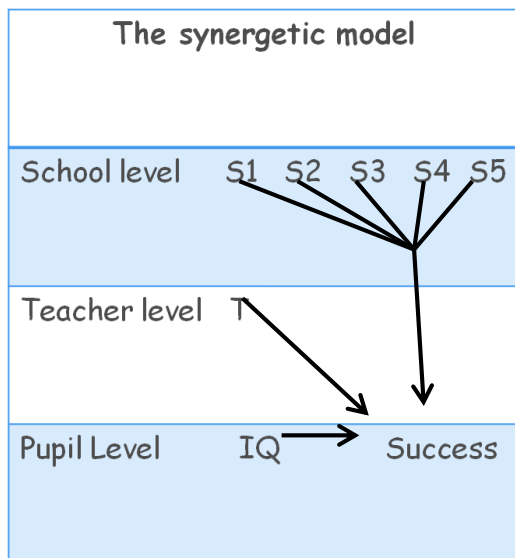 The synergetic model
School level S1 S2 S3 S4 S5
Teacher level T
Pupil Level IQ Success